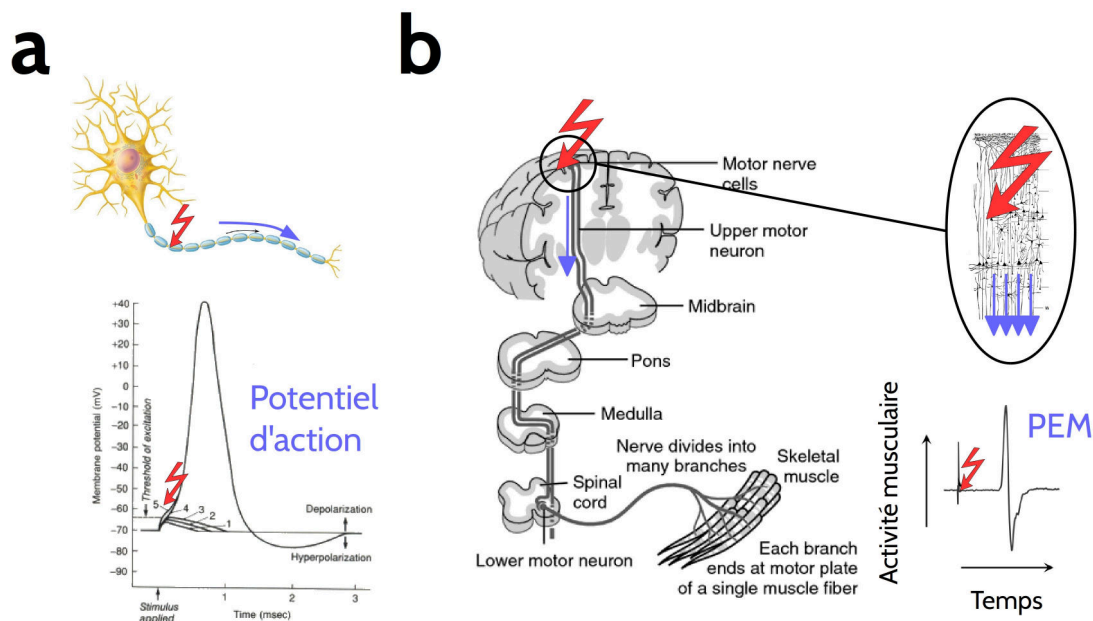 a
+40
+30
+20
+10
0
−10
−20
−30
−40
−50
−60
−70
−80
−90
Membrane potential (mV)
Threshold of excitation
5
4
3
2
1
Potentiel
d'action
Depolarization
Hyperpolarization
0
1
2
3
Stimulus
applied
Time (msec)
b
Motor nerve
cells
Upper motor
neuron
Midbrain
Pons
Medulla
Nerve divides into
many branches
Skeletal
muscle
Spinal
cord
Lower motor neuron
Each branch
ends at motor plate
of a single muscle fiber
Activité musculaire
PEM
Temps